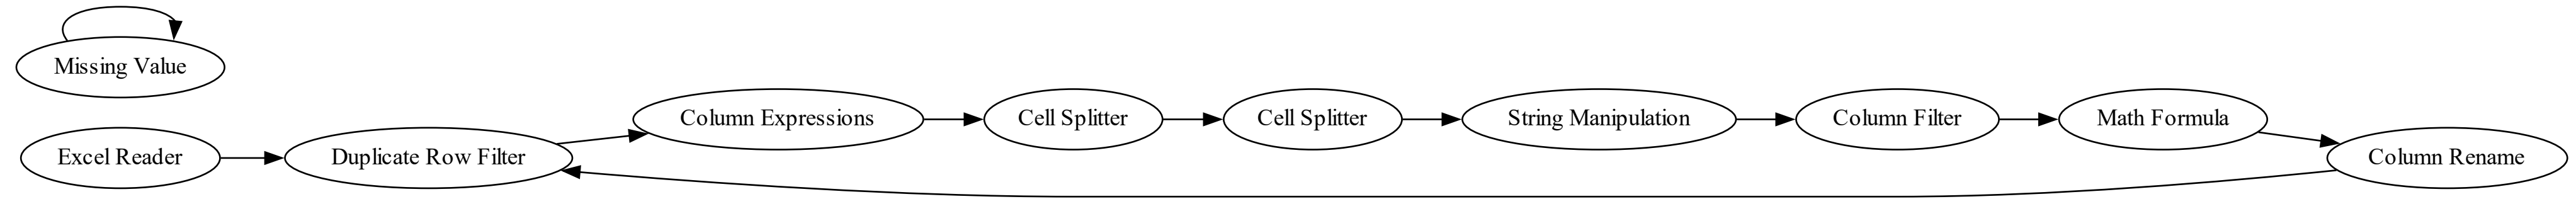 Missing Value
Excel Reader
Duplicate Row Filter
Column Expressions
Cell Splitter
Cell Splitter
String Manipulation
Column Filter
Math Formula
Column Rename